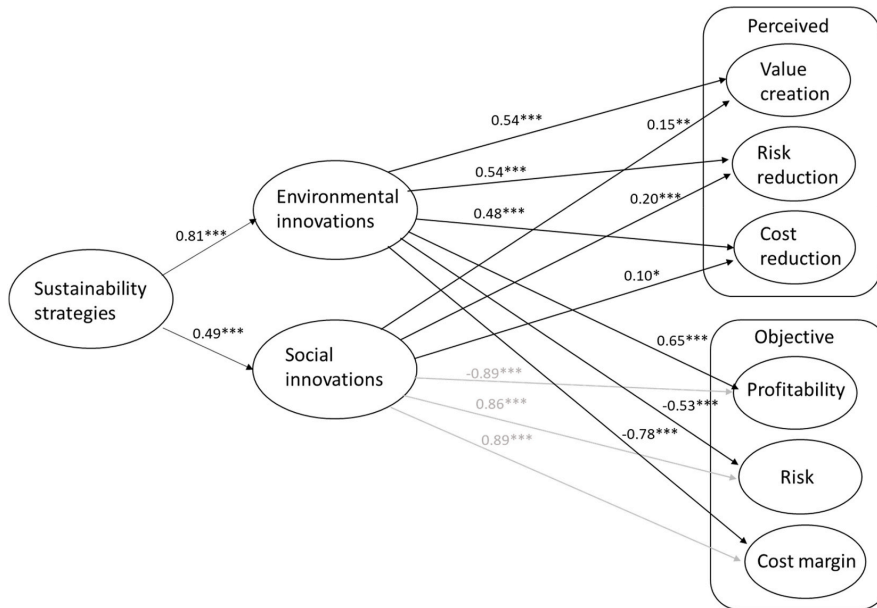 Perceived
Value
creation
0.15**
0.54***
0.54***
Risk
reduction
Environmental
innovations
0.20***
0.48***
0.81***
Cost
reduction
Sustainability
strategies
0.10*
0.49***
Social
innovations
0.65***
Objective
-0.89***
Profitability
0.86***
-0.53***
0.89***
-0.78***
Risk
Cost margin